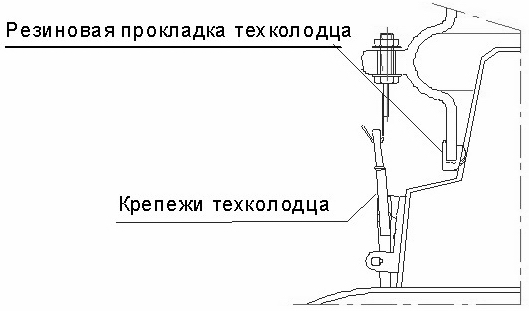 Резиновая прокладка техколодца
Крепежи техколодца